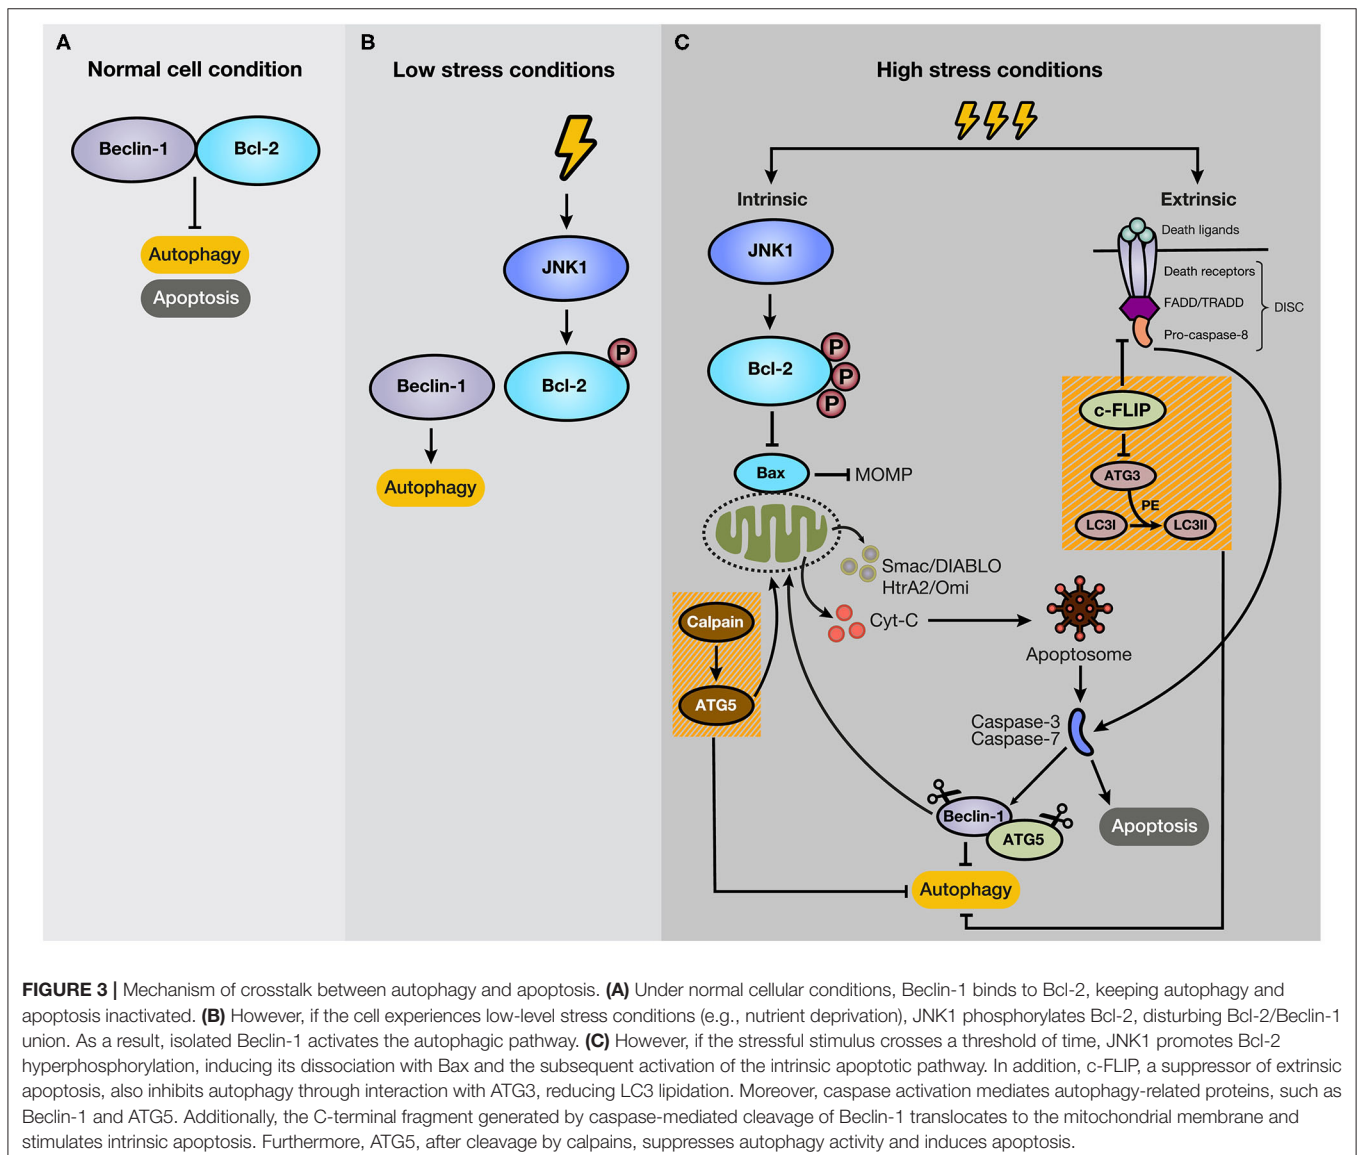 A
Normal cell condition
Beclin-1
Bcl-2
Autophagy
Apoptosis
B
Low stress conditions
JNK1
P
Beclin-1
Bcl-2
Autophagy
C
High stress conditions
Intrinsic
Extrinsic
JNK1
Death ligands
Death receptors
FADD/TRADD
DISC
Pro-caspase-8
Bcl-2
P
P
P
c-FLIP
Bax
MOMP
ATG3
PE
LC3I
LC3II
Smac/DIABLO
HtrA2/Omi
Calpain
Cyt-C
Apoptosome
ATG5
Caspase-3
Caspase-7
Beclin-1
ATG5
Apoptosis
Autophagy
FIGURE 3 | Mechanism of crosstalk between autophagy and apoptosis. (A) Under normal cellular conditions, Beclin-1 binds to Bcl-2, keeping autophagy and
apoptosis inactivated. (B) However, if the cell experiences low-level stress conditions (e.g., nutrient deprivation), JNK1 phosphorylates Bcl-2, disturbing Bcl-2/Beclin-1
union. As a result, isolated Beclin-1 activates the autophagic pathway. (C) However, if the stressful stimulus crosses a threshold of time, JNK1 promotes Bcl-2
hyperphosphorylation, inducing its dissociation with Bax and the subsequent activation of the intrinsic apoptotic pathway. In addition, c-FLIP, a suppressor of extrinsic
apoptosis, also inhibits autophagy through interaction with ATG3, reducing LC3 lipidation. Moreover, caspase activation mediates autophagy-related proteins, such as
Beclin-1 and ATG5. Additionally, the C-terminal fragment generated by caspase-mediated cleavage of Beclin-1 translocates to the mitochondrial membrane and
stimulates intrinsic apoptosis. Furthermore, ATG5, after cleavage by calpains, suppresses autophagy activity and induces apoptosis.